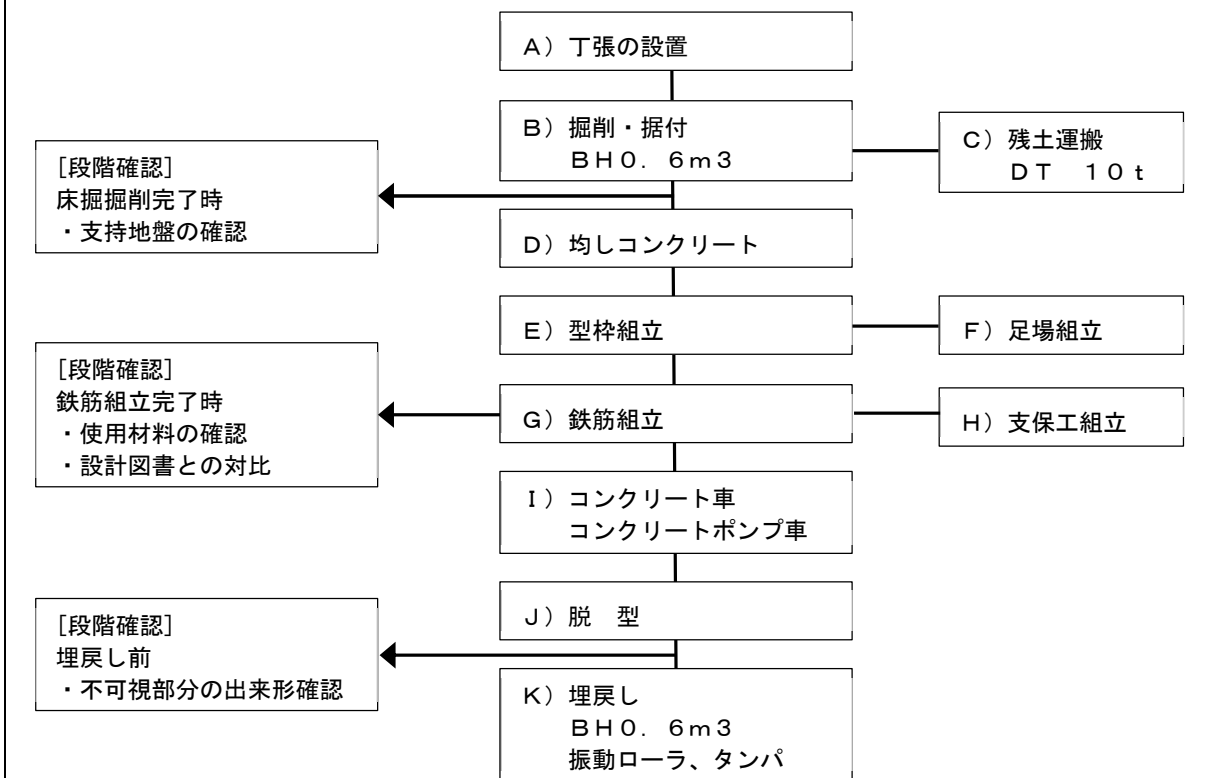 A）丁張の設置
B）掘削・据付
BH0．6m3
C）残土運搬
DT　10t
［段階確認］
床掘掘削完了時
・支持地盤の確認
D）均しコンクリート
E）型枠組立
F）足場組立
［段階確認］
鉄筋組立完了時
・使用材料の確認
・設計図書との対比
G）鉄筋組立
H）支保工組立
I）コンクリート車
コンクリートポンプ車
J）脱　型
［段階確認］
埋戻し前
・不可視部分の出来形確認
K）埋戻し
BH0．6m3
振動ローラ、タンパ